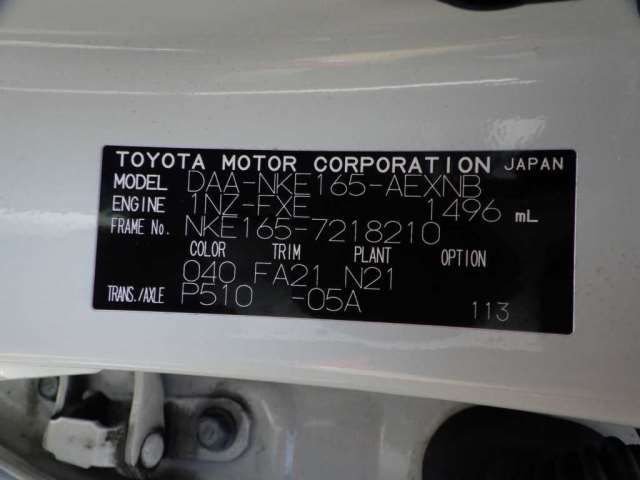 TOYOTA MOTOR CORPORATION JAPAN
MODEL DAA-NKE165-AEXNB
ENGINE 1NZ-FXE 1496 mL
FRAME No. NKE165-7218210
COLOR TRIM PLANT OPTION
040 FA21 N21
TRANS./AXLE P510 -05A
113